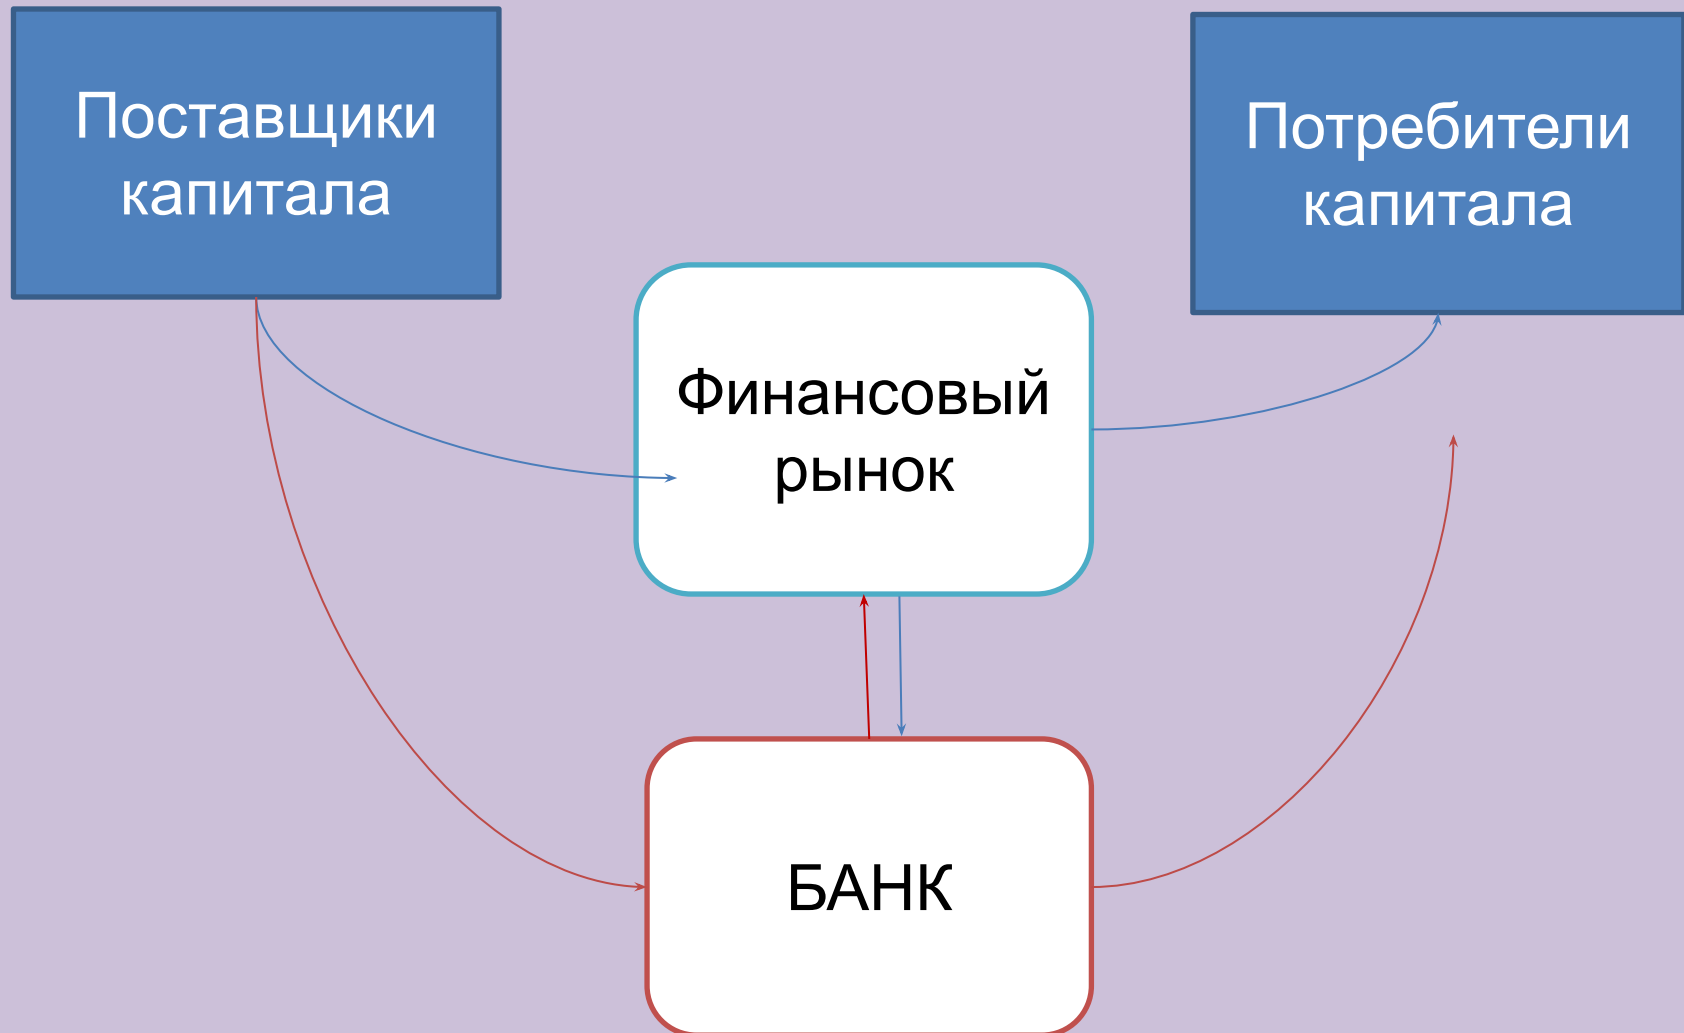 Поставщики
капитала
Потребители
капитала
Финансовый
рынок
БАНК